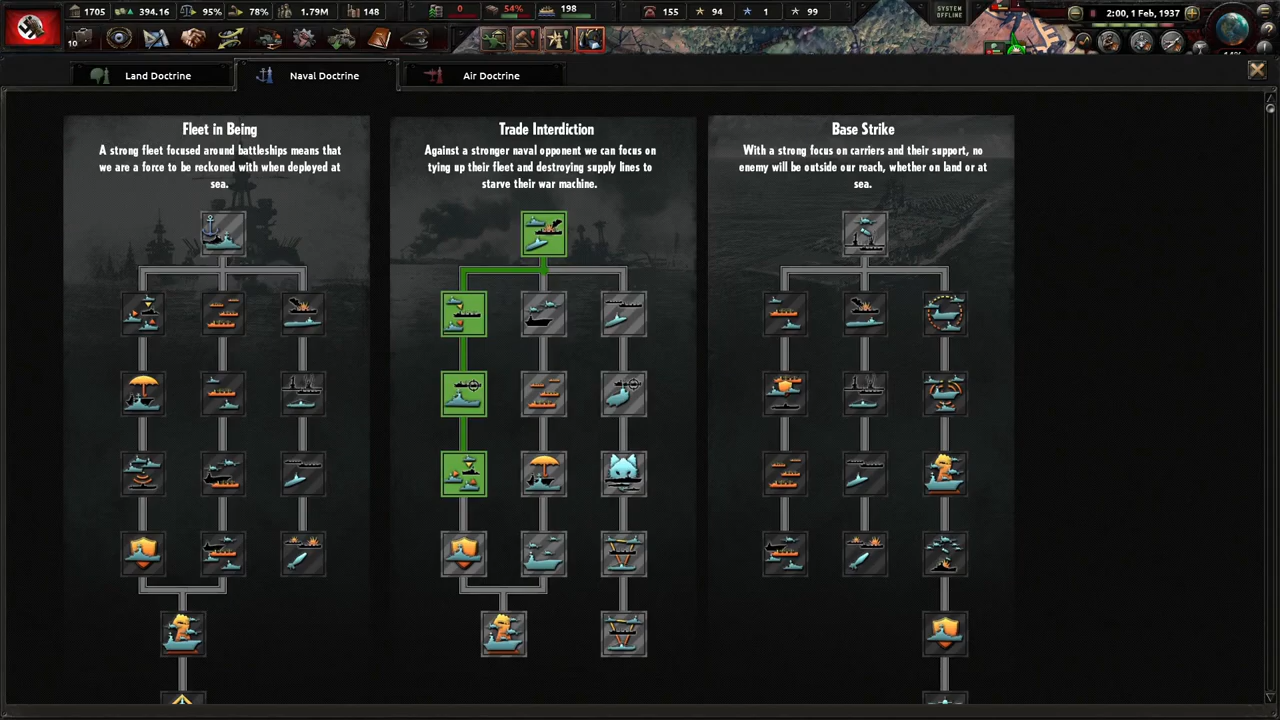 1705
394.16
95%
78%
1.79M
148
0
54%
198
155
94
1
99
SYSTEM
OFFLINE
2:00, 1 Feb, 1937
10
Land Doctrine
Naval Doctrine
Air Doctrine
Fleet in Being
A strong fleet focused around battleships means that
we are a force to be reckoned with when deployed at
sea.
Trade Interdiction
Against a stronger naval opponent we can focus on
tying up their fleet and destroying supply lines to
starve their war machine.
Base Strike
With a strong focus on carriers and their support, no
enemy will be outside our reach, whether on land or at
sea.